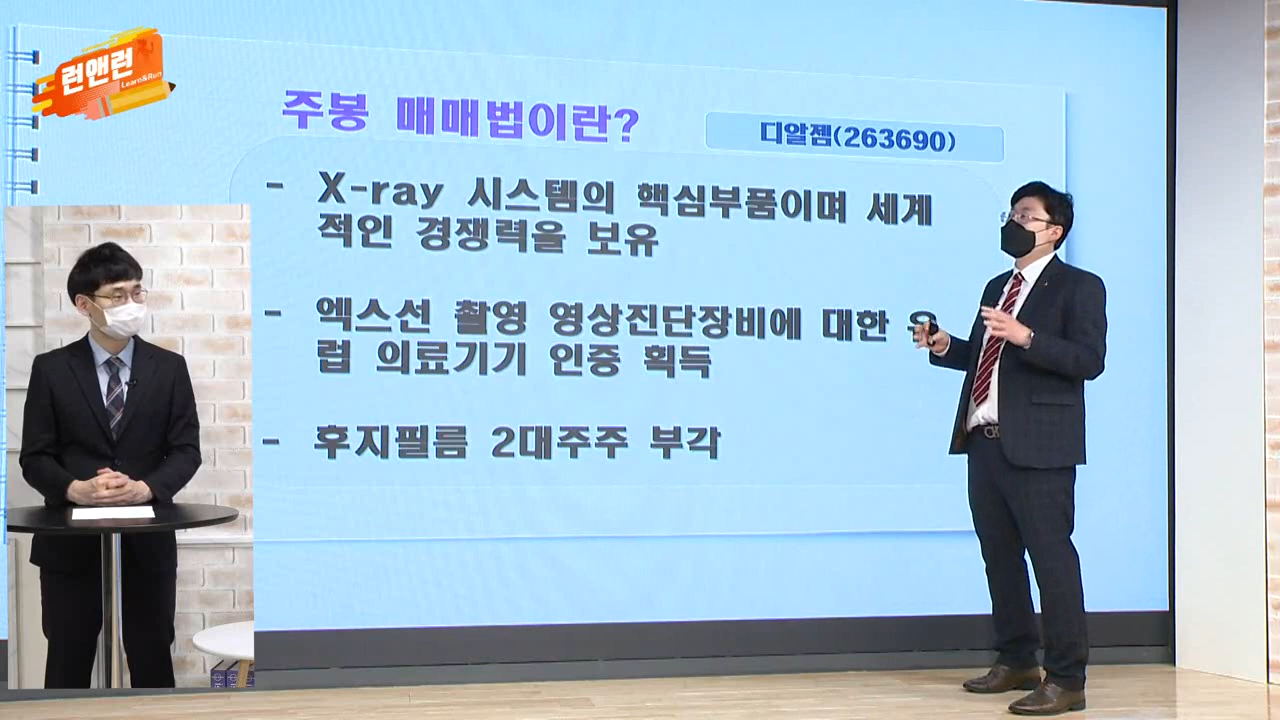 런앤런
Learn&Run
주봉 매매법이란?
디알젬(263690)
- X-ray 시스템의 핵심부품이며 세계
적인 경쟁력을 보유
- 엑스선 촬영 영상진단장비에 대한 유
럽 의료기기 인증 획득
- 후지필름 2대주주 부각